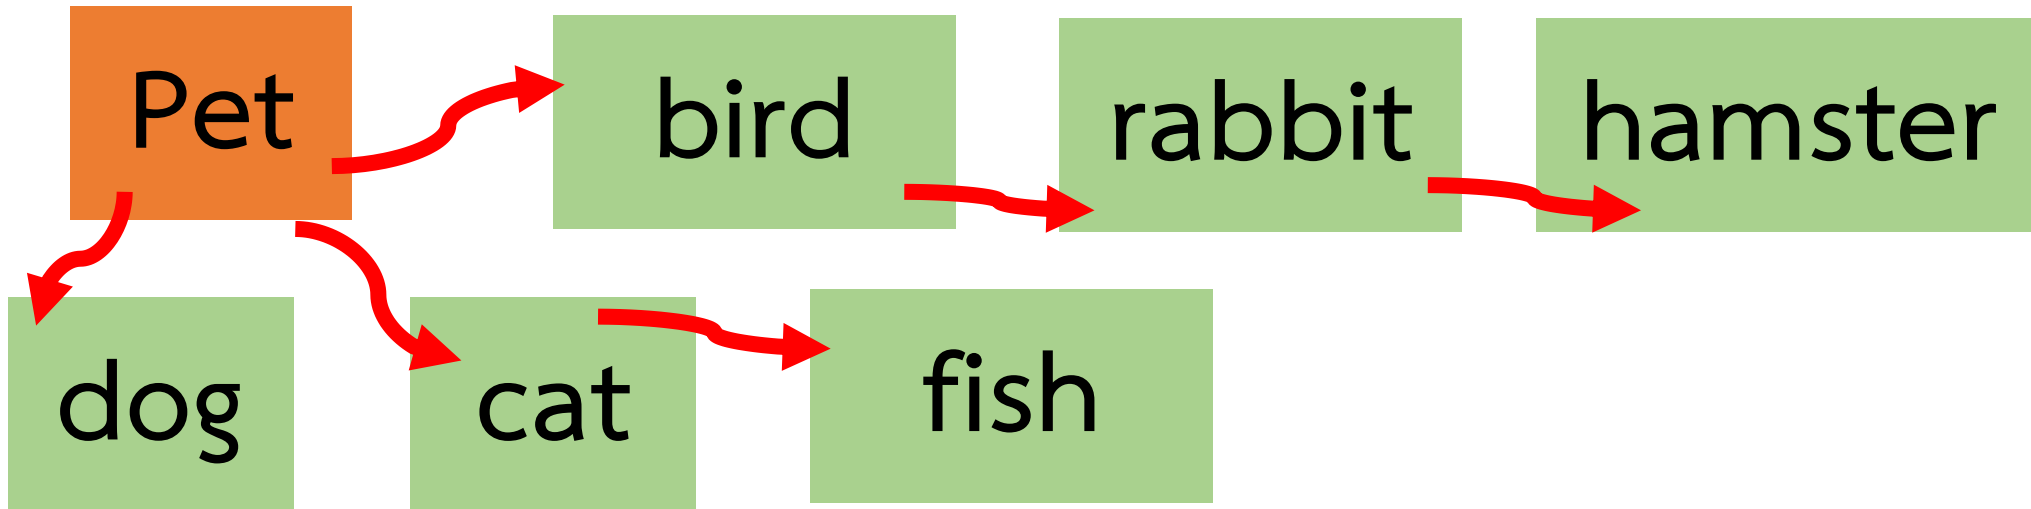 Pet
bird
rabbit
hamster
dog
cat
fish